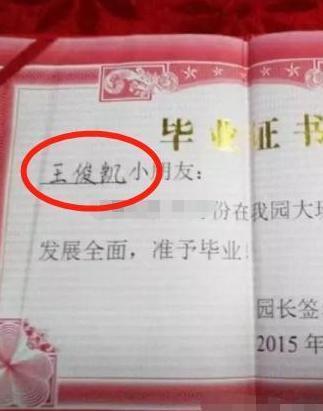 毕业证书
王俊凯小朋友：
份在我园大班
发展全面，准予毕业！
园长签
2015年